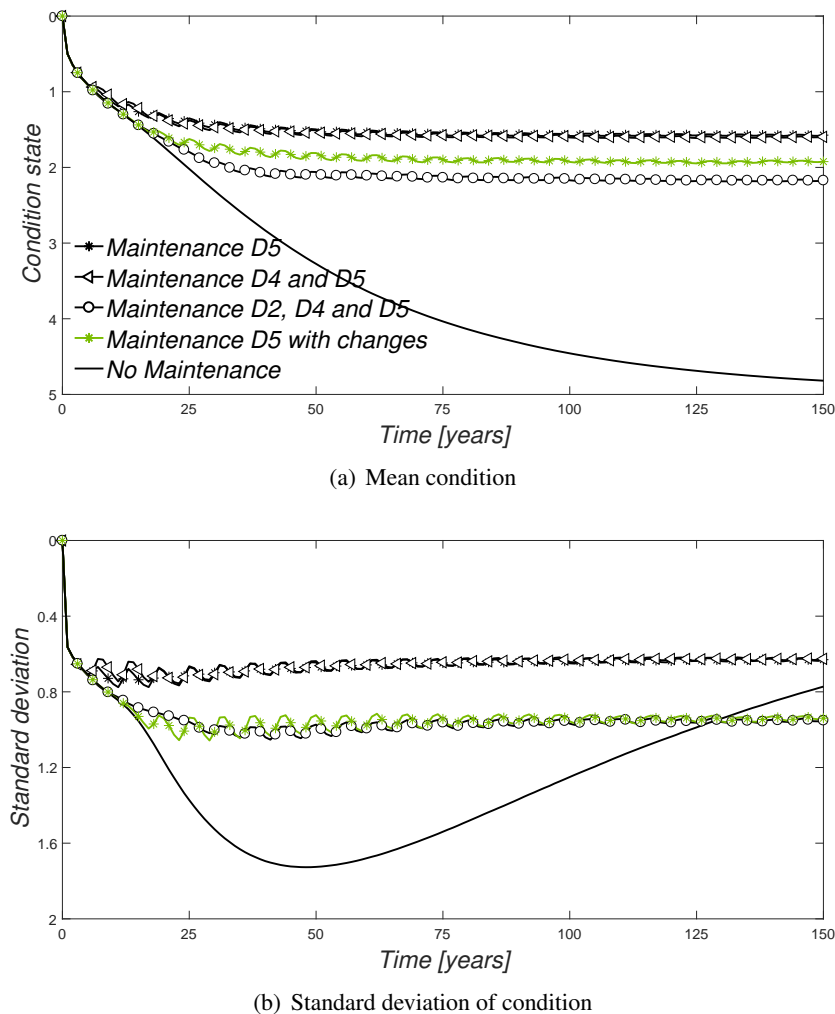 0
1
2
3
4
5
Condition state
Maintenance D5
Maintenance D4 and D5
Maintenance D2, D4 and D5
Maintenance D5 with changes
No Maintenance
0 25 50 75 100 125 150
Time [years]
(a) Mean condition
0
0.4
0.8
1.2
1.6
2
Standard deviation
0 25 50 75 100 125 150
Time [years]
(b) Standard deviation of condition